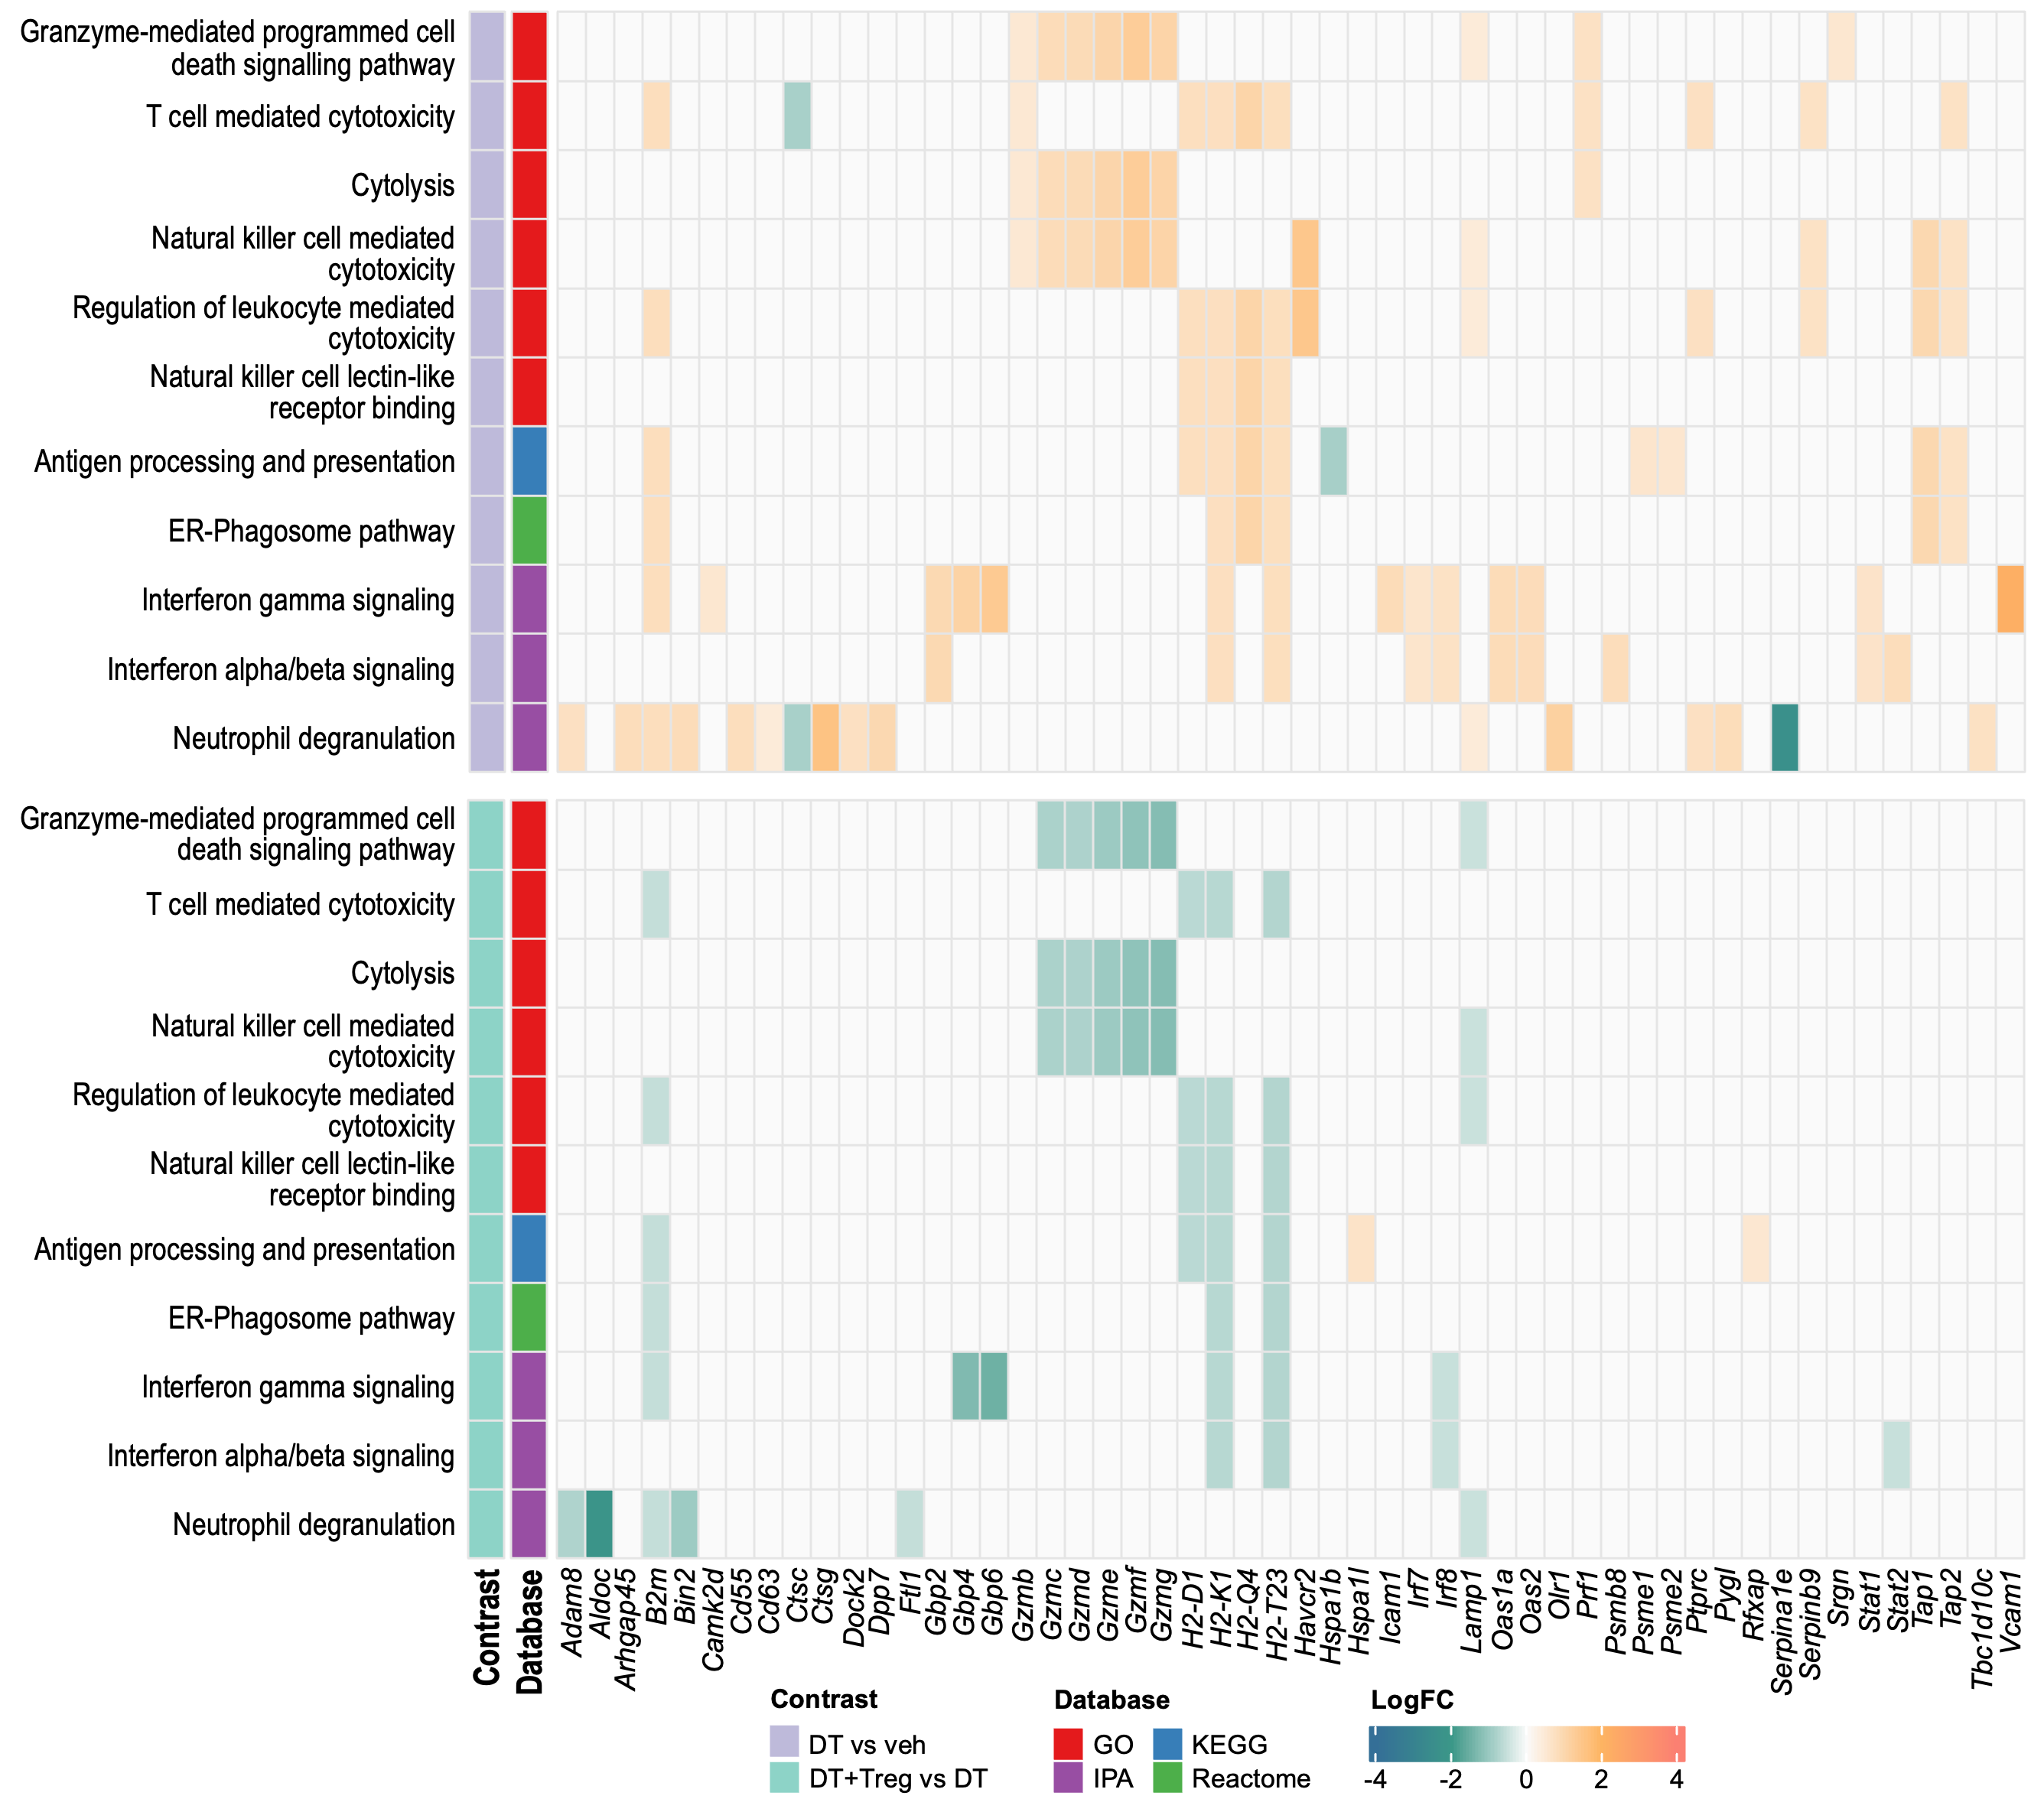 Granzyme-mediated programmed cell
death signalling pathway
T cell mediated cytotoxicity
Cytolysis
Natural killer cell mediated
cytotoxicity
Regulation of leukocyte mediated
cytotoxicity
Natural killer cell lectin-like
receptor binding
Antigen processing and presentation
ER-Phagosome pathway
Interferon gamma signaling
Interferon alpha/beta signaling
Neutrophil degranulation
Granzyme-mediated programmed cell
death signaling pathway
T cell mediated cytotoxicity
Cytolysis
Natural killer cell mediated
cytotoxicity
Regulation of leukocyte mediated
cytotoxicity
Natural killer cell lectin-like
receptor binding
Antigen processing and presentation
ER-Phagosome pathway
Interferon gamma signaling
Interferon alpha/beta signaling
Neutrophil degranulation
Contrast
Database
Adam8
Aldoc
Arhgap45
B2m
Bin2
Camk2d
Cd55
Cd63
Ctsc
Ctsg
Dock2
Dpp7
Ftl1
Gbp2
Gbp4
Gbp6
Gzmb
Gzmc
Gzmd
Gzme
Gzmf
Gzmg
H2-D1
H2-K1
H2-Q4
H2-T23
Havcr2
Hspa1b
Hspa1l
Icam1
Irf7
Irf8
Lamp1
Oas1a
Oas2
Olr1
Prf1
Psmb8
Psme1
Psme2
Ptprc
Pygl
Rfxap
Serpina1e
Serpinb9
Srgn
Stat1
Stat2
Tap1
Tap2
Tbc1d10c
Vcam1
Contrast
DT vs veh
DT+Treg vs DT
Database
GO
KEGG
IPA
Reactome
LogFC
-4 -2 0 2 4